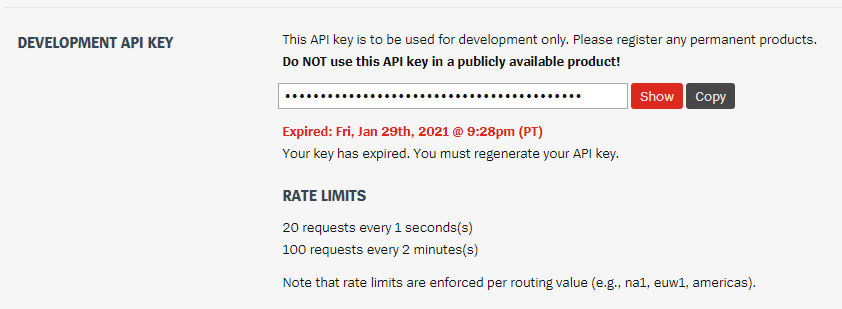 DEVELOPMENT API KEY
This API key is to be used for development only. Please register any permanent products.
Do NOT use this API key in a publicly available product!
••••••••••••••••••••••••••••••••••••••••••
Show
Copy
Expired: Fri, Jan 29th, 2021 @ 9:28pm (PT)
Your key has expired. You must regenerate your API key.
RATE LIMITS
20 requests every 1 seconds(s)
100 requests every 2 minutes(s)
Note that rate limits are enforced per routing value (e.g., na1, euw1, americas).